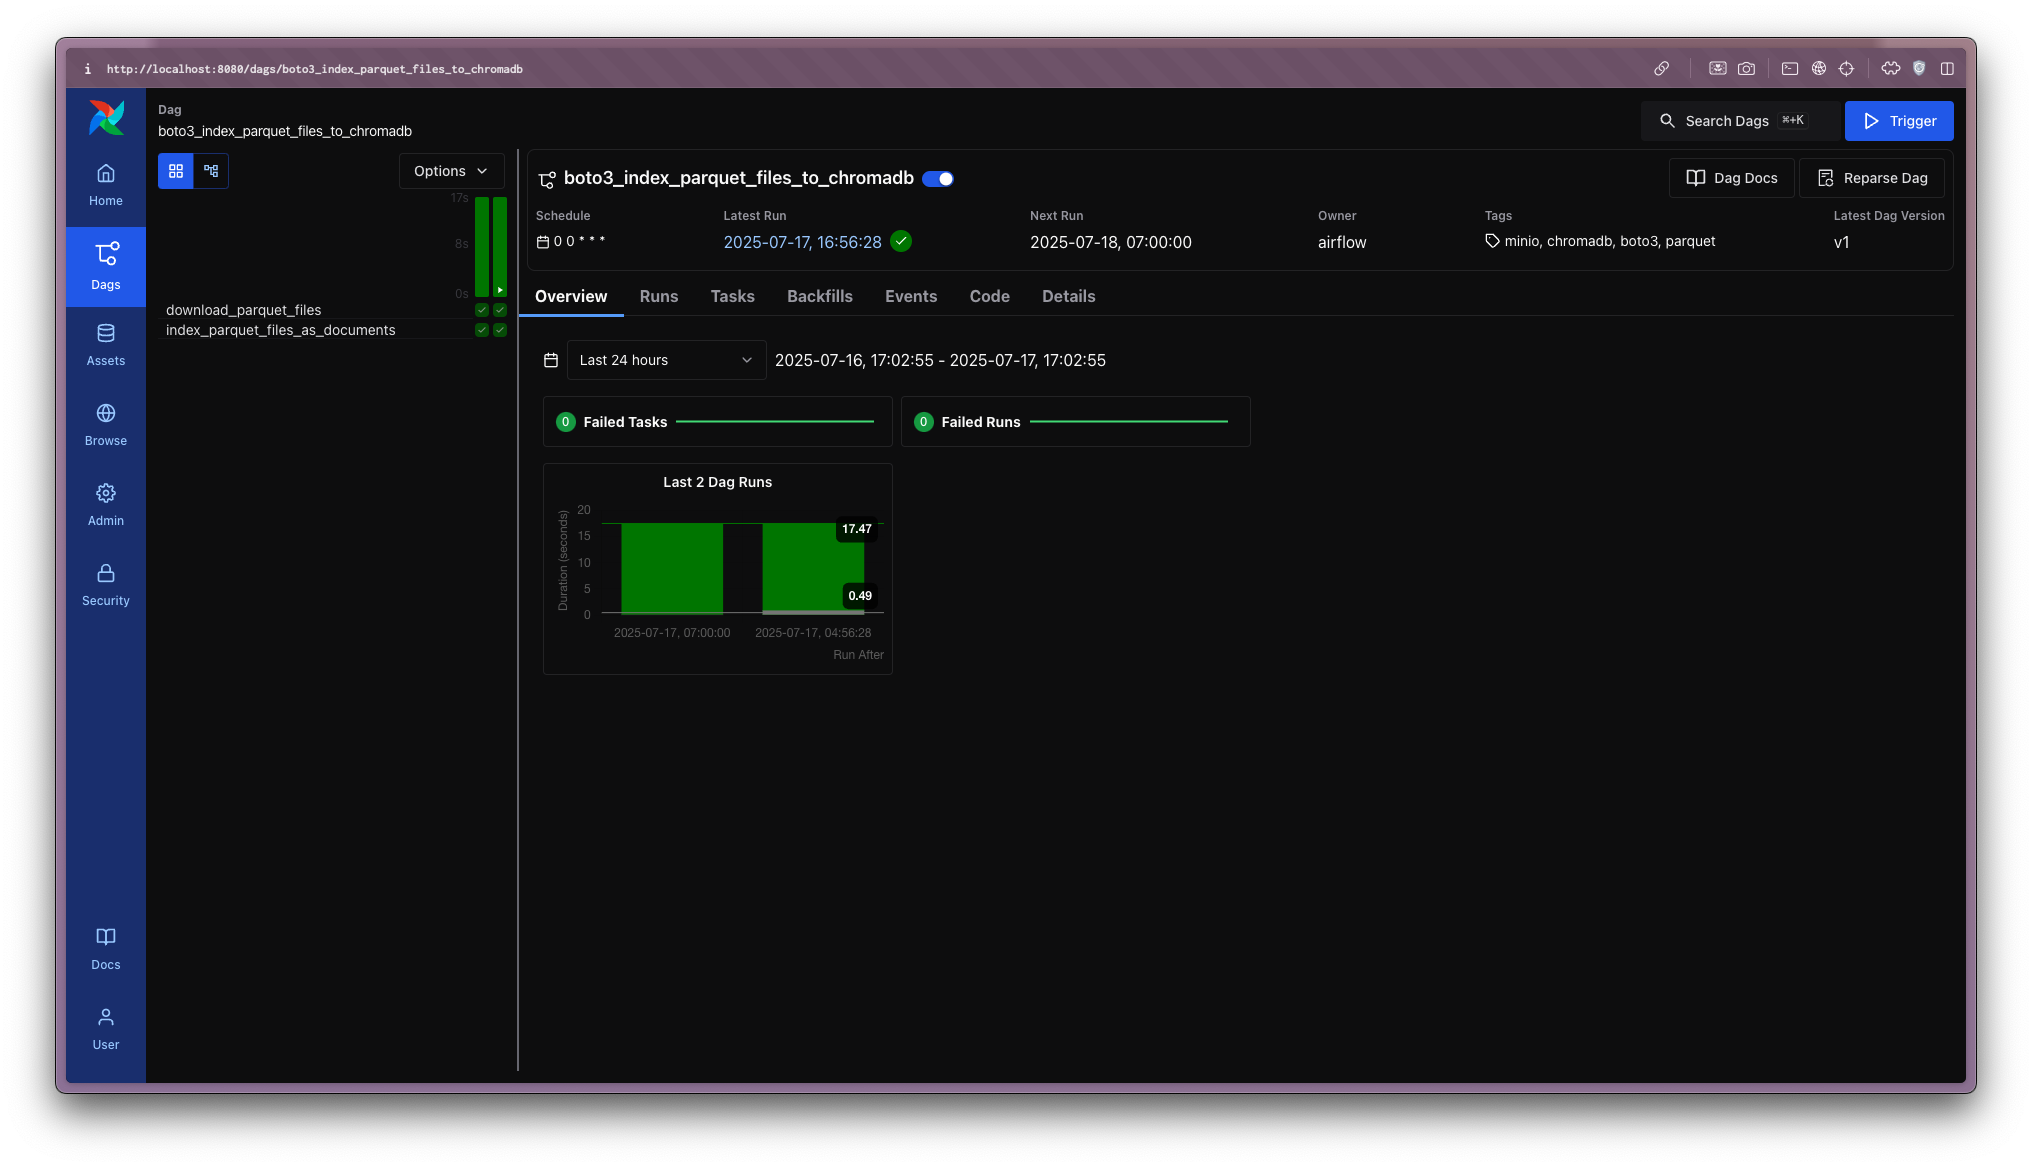 i http://localhost:8080/dags/boto3_index_parquet_files_to_chromadb
Dag
boto3_index_parquet_files_to_chromadb
Search Dags ⌘+K
Trigger
Home
Dags
Assets
Browse
Admin
Security
Docs
User
Options
17s
8s
0s
download_parquet_files
index_parquet_files_as_documents
boto3_index_parquet_files_to_chromadb
Dag Docs
Reparse Dag
Schedule Latest Run Next Run Owner Tags Latest Dag Version
0 0 * * * 2025-07-17, 16:56:28 2025-07-18, 07:00:00 airflow minio, chromadb, boto3, parquet v1
Overview Runs Tasks Backfills Events Code Details
Last 24 hours 2025-07-16, 17:02:55 - 2025-07-17, 17:02:55
0 Failed Tasks
0 Failed Runs
Last 2 Dag Runs
Duration (seconds)
20
15
10
5
0
17.47
0.49
2025-07-17, 07:00:00 2025-07-17, 04:56:28
Run After